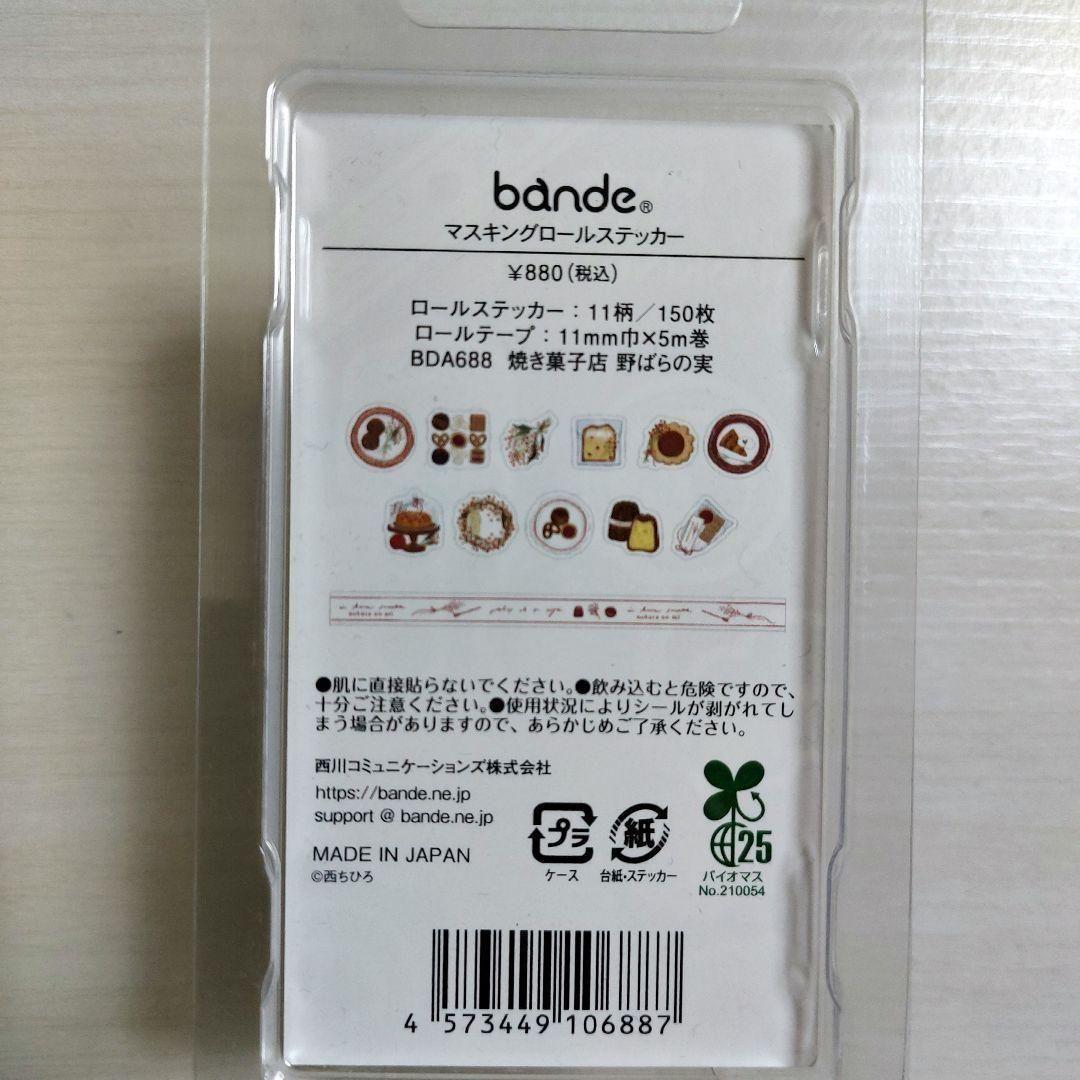 bande®
マスキングロールステッカー
¥880(税込)
ロールステッカー：11柄／150枚
ロールテープ：11mm巾×5m巻
BDA688 焼き菓子店 野ばらの実
●肌に直接貼らないでください。●飲み込むと危険ですので、
十分ご注意ください。●使用状況によりシールが剥がれてし
まう場合がありますので、あらかじめご了承ください。
西川コミュニケーションズ株式会社
https://bande.ne.jp
support @ bande.ne.jp
MADE IN JAPAN
©西ちひろ
プラ
ケース
紙
台紙・ステッカー
25
バイオマス
No.210054
4 573449 106887